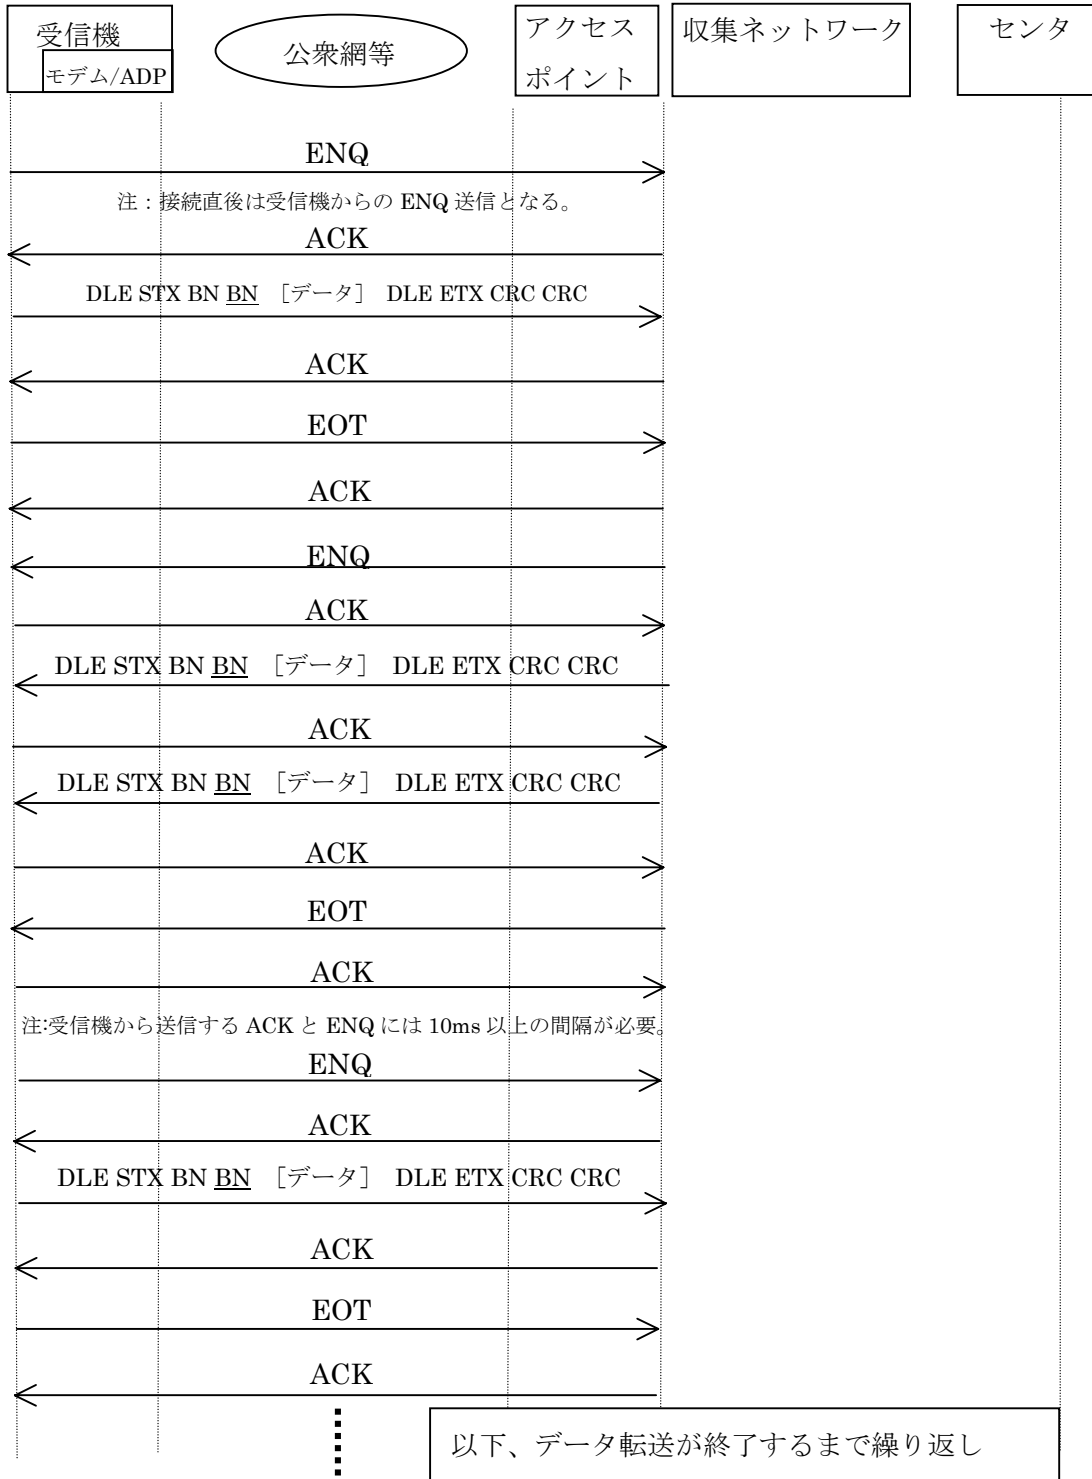 受信機
モデム/ADP
公衆網等
アクセス
ポイント
収集ネットワーク
センタ
ENQ
注：接続直後は受信機からの ENQ 送信となる。
ACK
DLE STX BN BN ［データ］ DLE ETX CRC CRC
ACK
EOT
ACK
ENQ
ACK
DLE STX BN BN ［データ］ DLE ETX CRC CRC
ACK
DLE STX BN BN ［データ］ DLE ETX CRC CRC
ACK
EOT
ACK
注:受信機から送信する ACK と ENQ には 10ms 以上の間隔が必要。
ENQ
ACK
DLE STX BN BN ［データ］ DLE ETX CRC CRC
ACK
EOT
ACK
以下、データ転送が終了するまで繰り返し